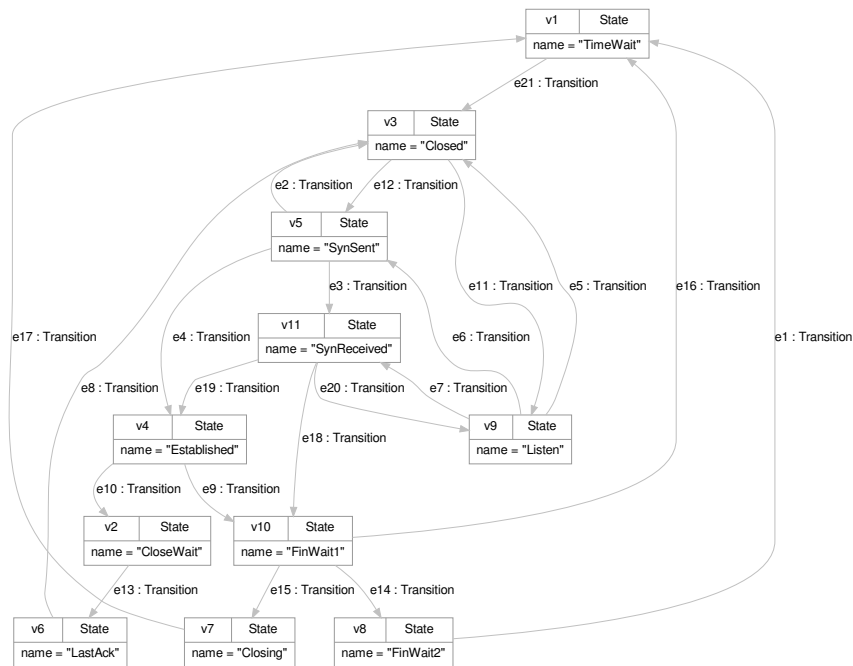 v1 State
name = "TimeWait"
e21 : Transition
v3 State
name = "Closed"
e2 : Transition
e12 : Transition
v5 State
name = "SynSent"
e3 : Transition
e11 : Transition
e5 : Transition
e16 : Transition
v11 State
name = "SynReceived"
e17 : Transition
e4 : Transition
e6 : Transition
e1 : Transition
e8 : Transition
e19 : Transition
e20 : Transition
e7 : Transition
v4 State
name = "Established"
v9 State
name = "Listen"
e18 : Transition
e10 : Transition
e9 : Transition
v2 State
name = "CloseWait"
v10 State
name = "FinWait1"
e13 : Transition
e15 : Transition
e14 : Transition
v6 State
name = "LastAck"
v7 State
name = "Closing"
v8 State
name = "FinWait2"